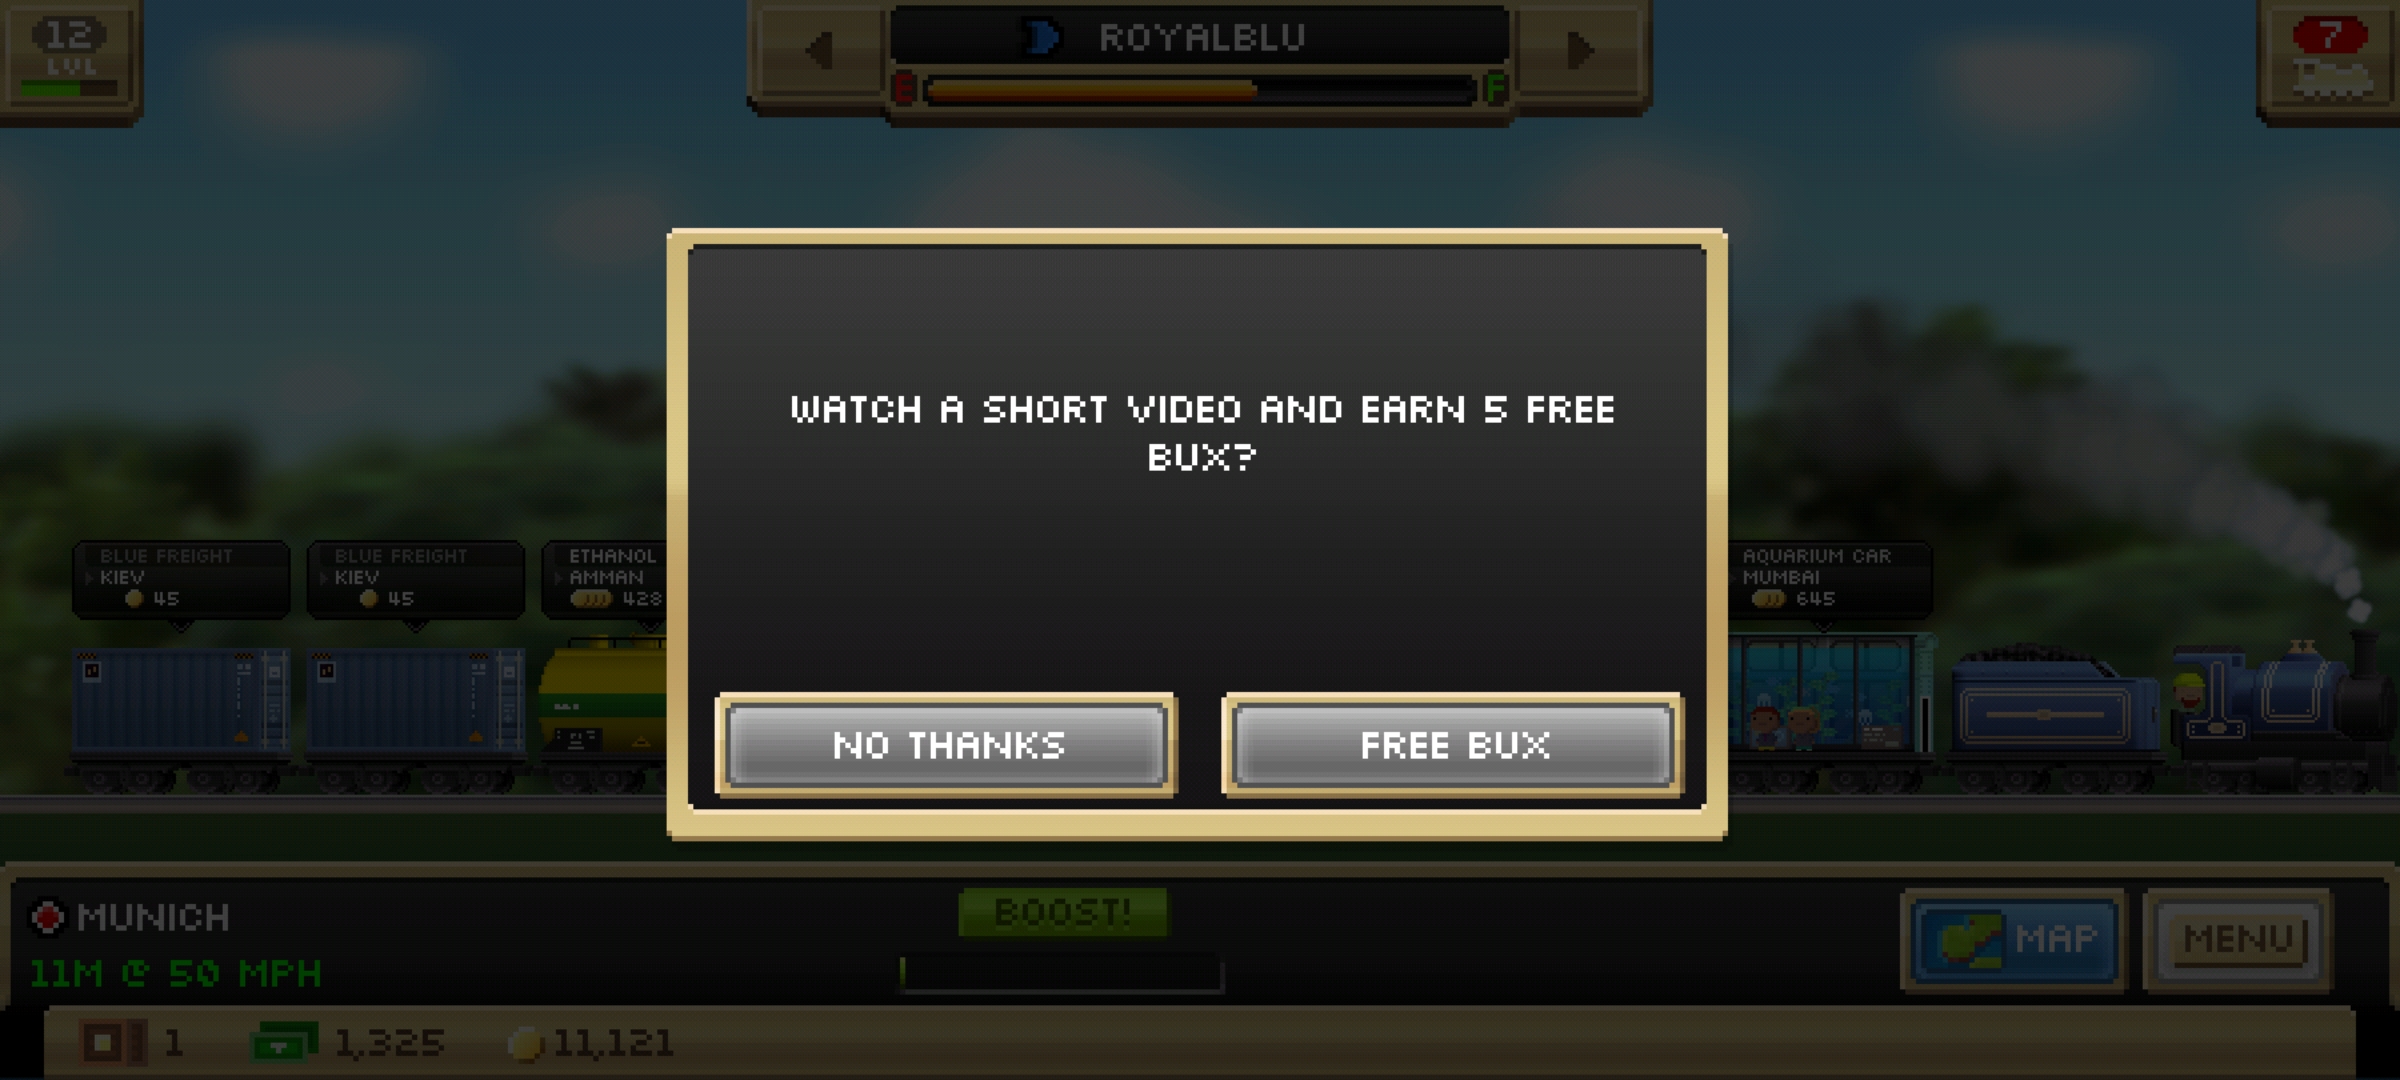 12
LVL
ROYALBLU
E F
7
WATCH A SHORT VIDEO AND EARN 5 FREE
BUX?
NO THANKS
FREE BUX
BLUE FREIGHT
KIEV
45
BLUE FREIGHT
KIEV
45
ETHANOL
AMMAN
428
AQUARIUM CAR
MUMBAI
645
MUNICH
11M @ 50 MPH
BOOST!
MAP
MENU
1
1,325
11,121